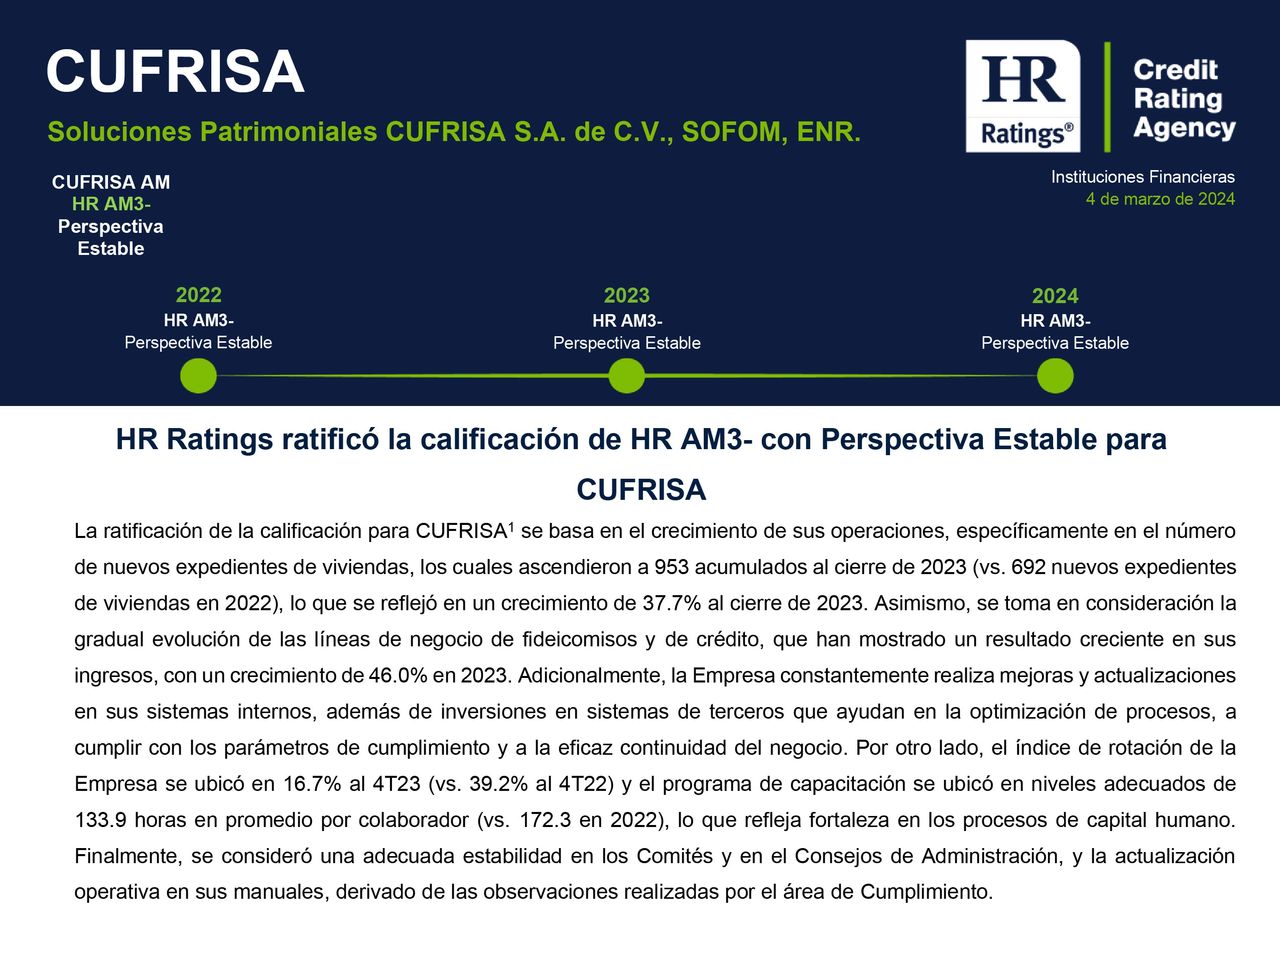 CUFRISA
Soluciones Patrimoniales CUFRISA S.A. de C.V., SOFOM, ENR.
HR
Ratings®
Credit
Rating
Agency
CUFRISA AM
HR AM3-
Perspectiva
Estable
Instituciones Financieras
4 de marzo de 2024
2022
HR AM3-
Perspectiva Estable
2023
HR AM3-
Perspectiva Estable
2024
HR AM3-
Perspectiva Estable
HR Ratings ratificó la calificación de HR AM3- con Perspectiva Estable para
CUFRISA
La ratificación de la calificación para CUFRISA¹ se basa en el crecimiento de sus operaciones, específicamente en el número
de nuevos expedientes de viviendas, los cuales ascendieron a 953 acumulados al cierre de 2023 (vs. 692 nuevos expedientes
de viviendas en 2022), lo que se reflejó en un crecimiento de 37.7% al cierre de 2023. Asimismo, se toma en consideración la
gradual evolución de las líneas de negocio de fideicomisos y de crédito, que han mostrado un resultado creciente en sus
ingresos, con un crecimiento de 46.0% en 2023. Adicionalmente, la Empresa constantemente realiza mejoras y actualizaciones
en sus sistemas internos, además de inversiones en sistemas de terceros que ayudan en la optimización de procesos, a
cumplir con los parámetros de cumplimiento y a la eficaz continuidad del negocio. Por otro lado, el índice de rotación de la
Empresa se ubicó en 16.7% al 4T23 (vs. 39.2% al 4T22) y el programa de capacitación se ubicó en niveles adecuados de
133.9 horas en promedio por colaborador (vs. 172.3 en 2022), lo que refleja fortaleza en los procesos de capital humano.
Finalmente, se consideró una adecuada estabilidad en los Comités y en el Consejos de Administración, y la actualización
operativa en sus manuales, derivado de las observaciones realizadas por el área de Cumplimiento.